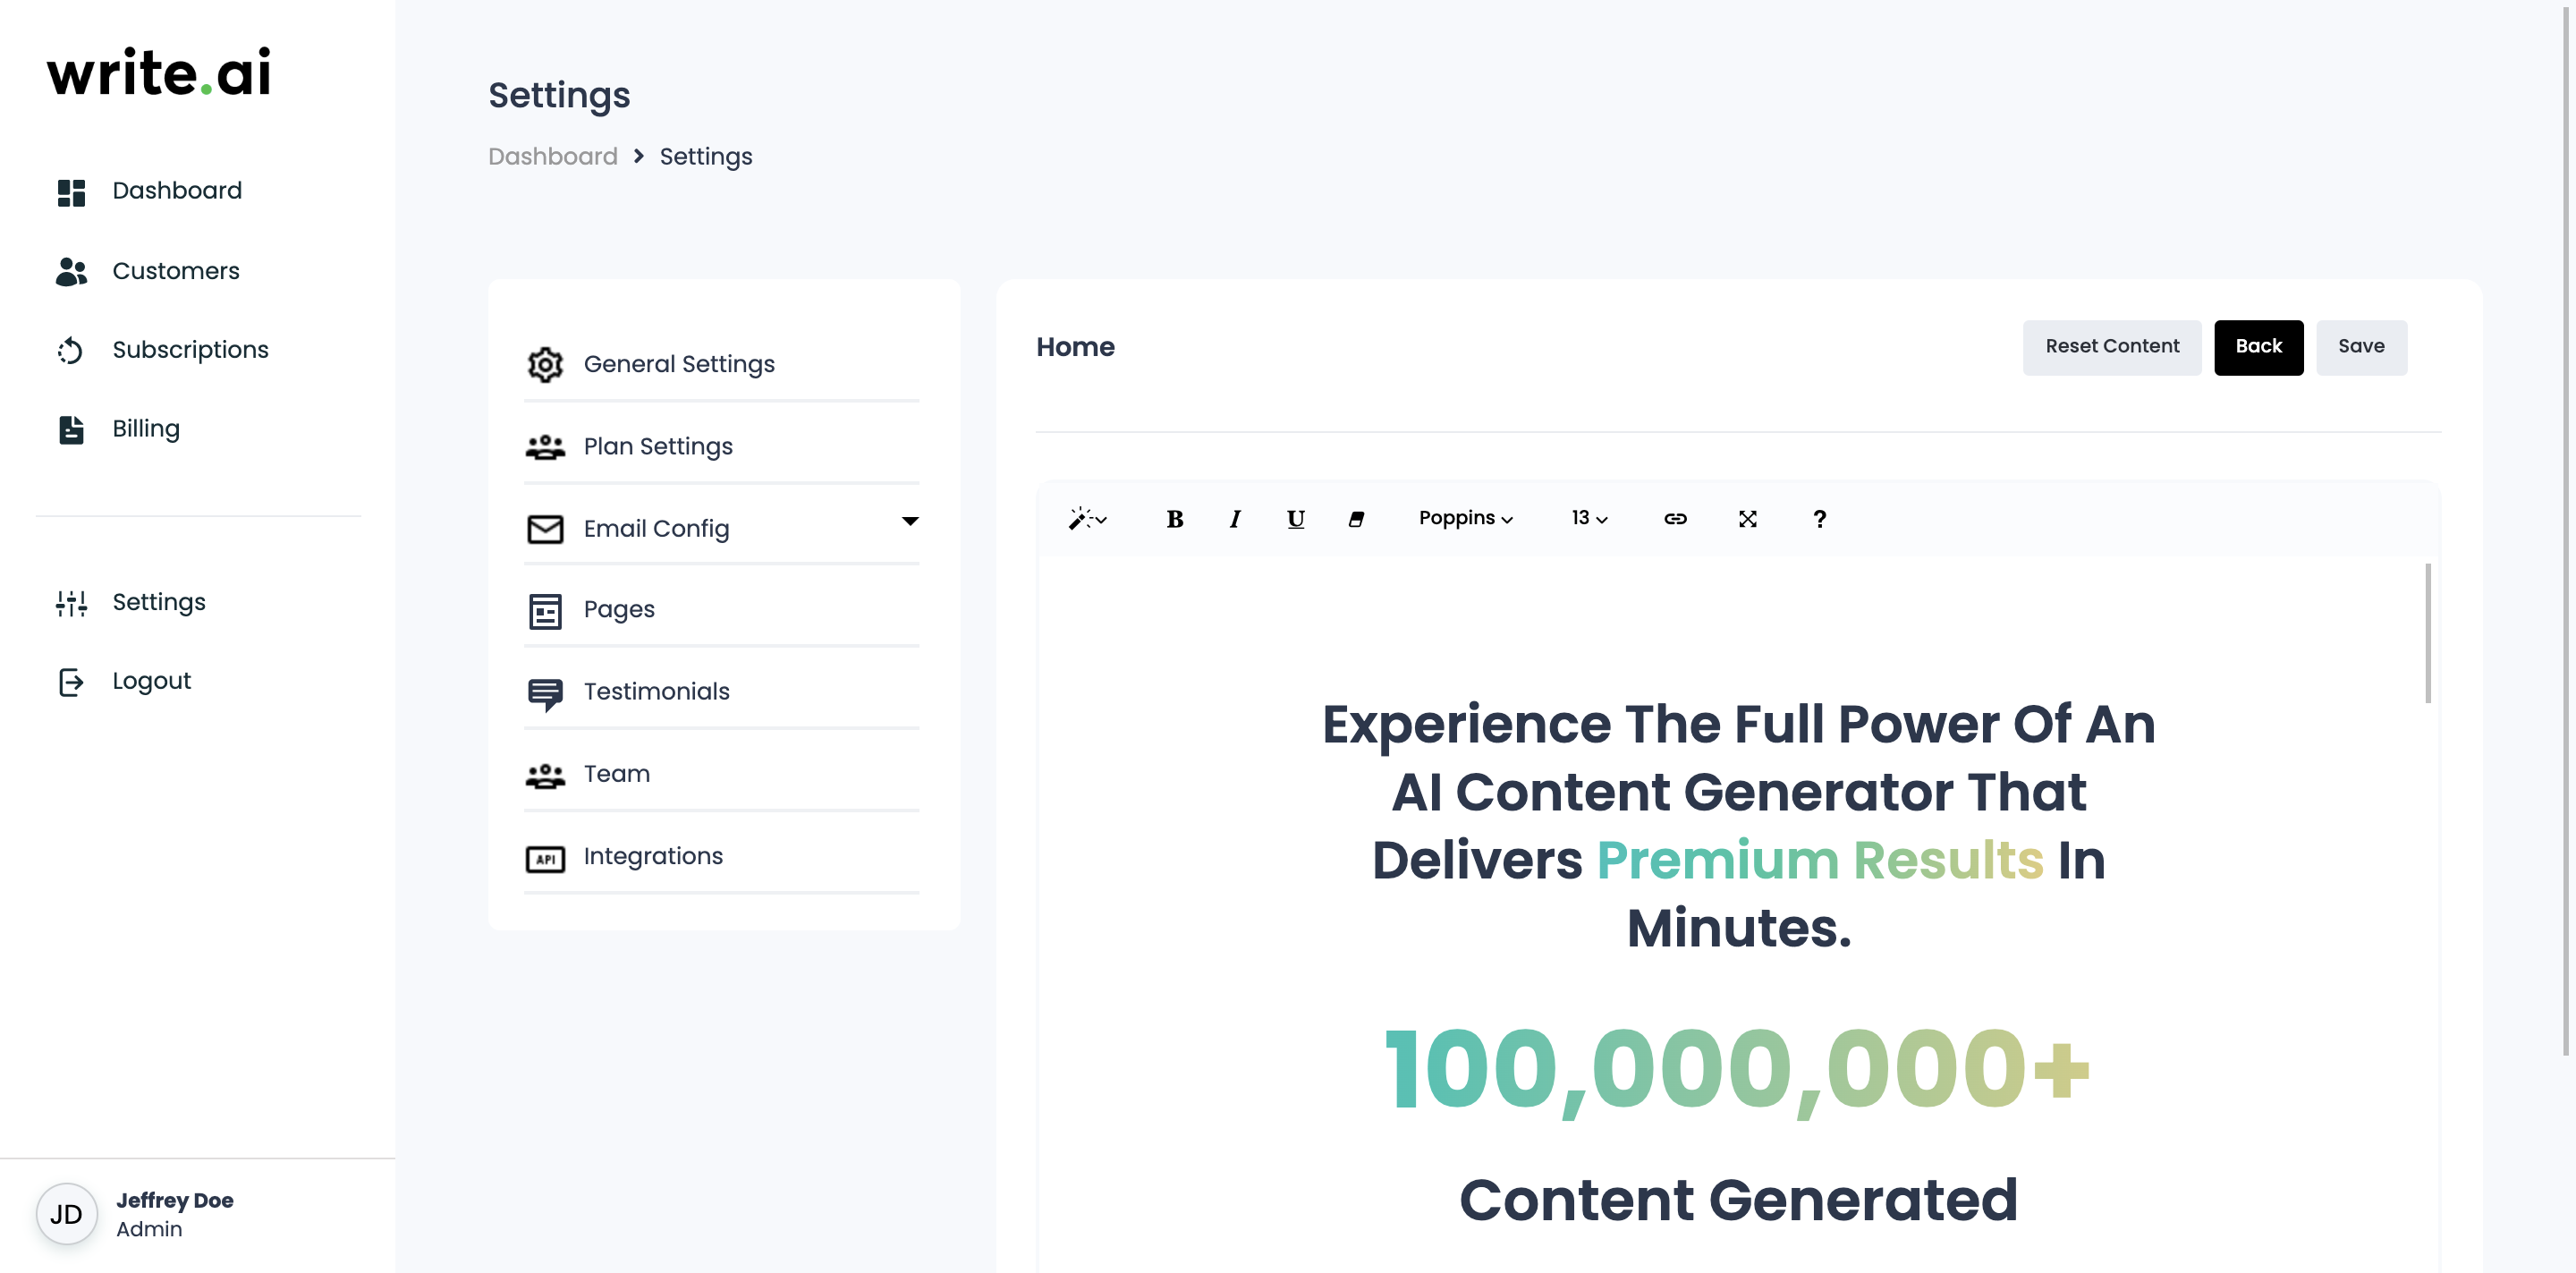 write.ai
Dashboard
Customers
Subscriptions
Billing
Settings
Logout
JD
Jeffrey Doe
Admin
Settings
Dashboard > Settings
General Settings
Plan Settings
Email Config
Pages
Testimonials
Team
API Integrations
Home
Reset Content
Back
Save
B I U Poppins 13 ?
Experience The Full Power Of An
AI Content Generator That
Delivers Premium Results In
Minutes.
100,000,000+
Content Generated